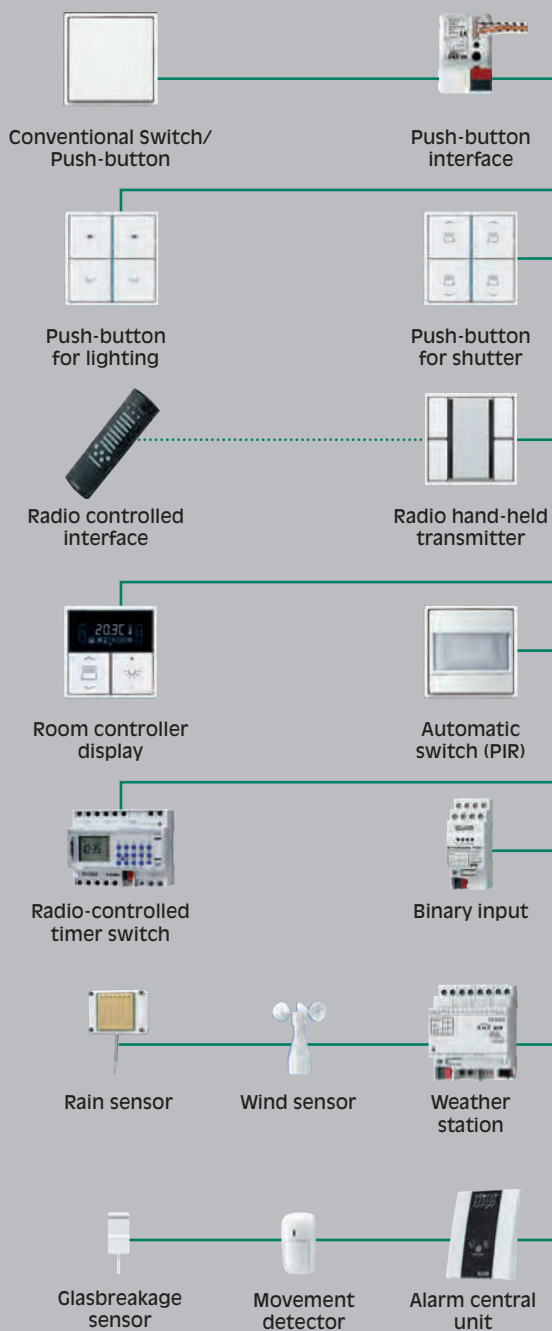 Conventional Switch/
Push-button
Push-button
interface
Push-button
for lighting
Push-button
for shutter
Radio controlled
interface
Radio hand-held
transmitter
20.3C
Room controller
display
Automatic
switch (PIR)
Radio-controlled
timer switch
Binary input
Rain sensor
Wind sensor
Weather
station
Glasbreakage
sensor
Movement
detector
Alarm central
unit